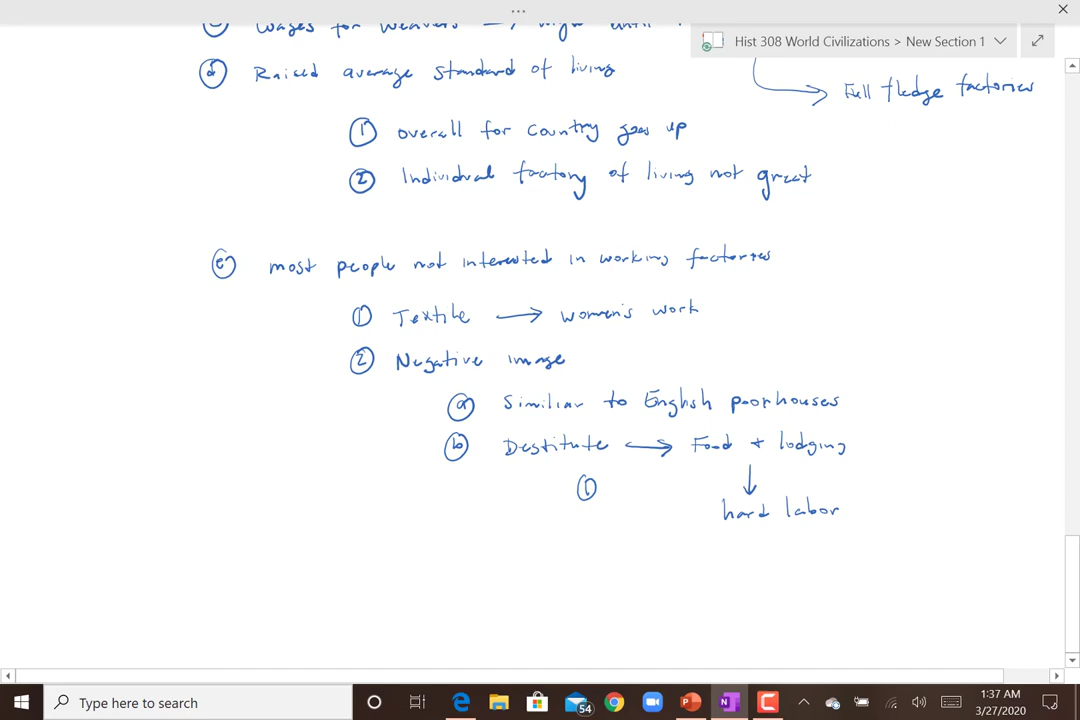 Hist 308 World Civilizations > New Section 1
c wages for weavers → high until
d Raised average standard of living
Full fledge factories
1 overall for country goes up
2 Individual factory of living not great
e most people not interested in working factories
1 Textile → women's work
2 Negative image
a Similiar to English poorhouses
b Destitute → Food + lodging
1
↓
hard labor
Type here to search
54
1:37 AM
3/27/2020